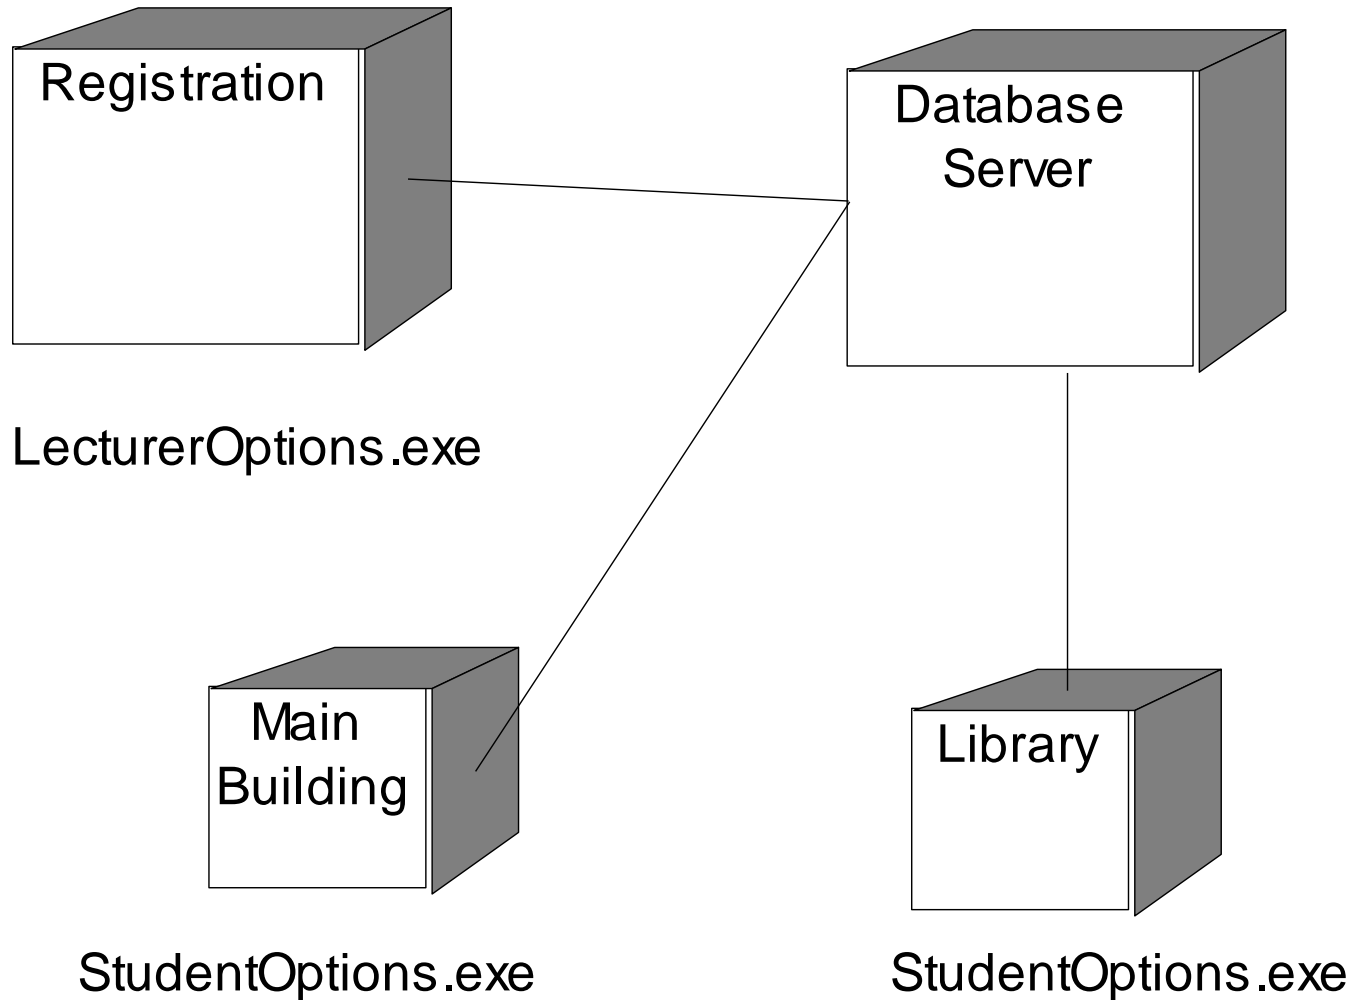 Registration
Database
Server
LecturerOptions.exe
Main
Building
Library
StudentOptions.exe
StudentOptions.exe